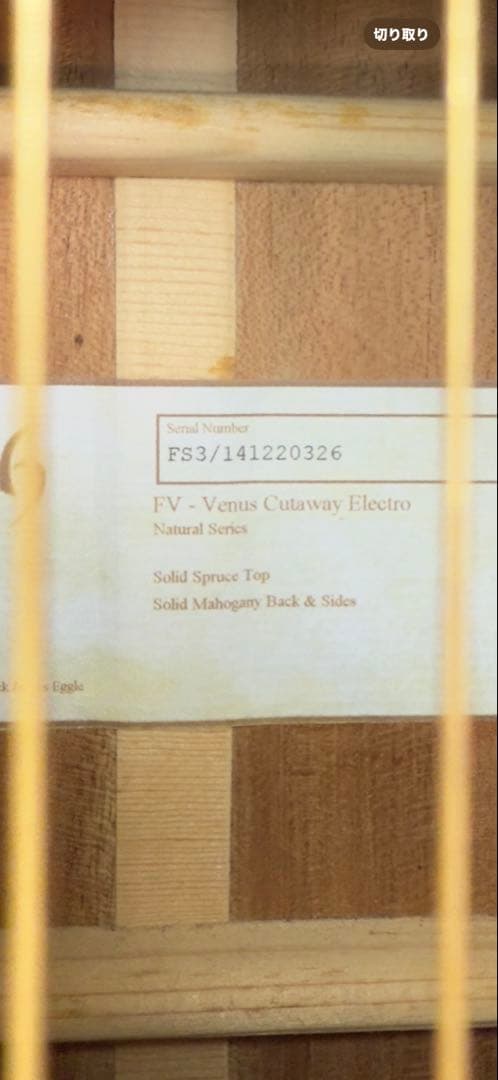 切り取り
Serial Number
FS3/141220326
FV - Venus Cutaway Electro
Natural Series
Solid Spruce Top
Solid Mahogany Back & Sides
Eggle